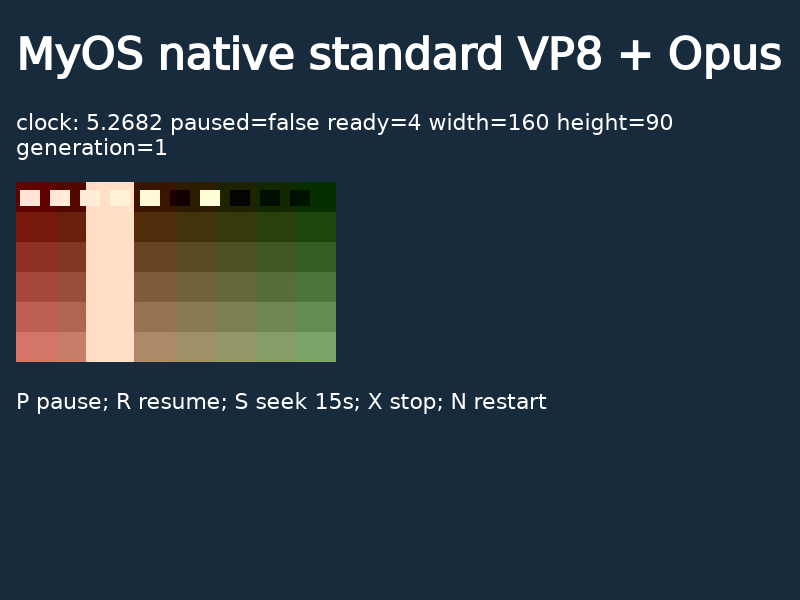 MyOS native standard VP8 + Opus
clock: 5.2682 paused=false ready=4 width=160 height=90
generation=1
P pause; R resume; S seek 15s; X stop; N restart